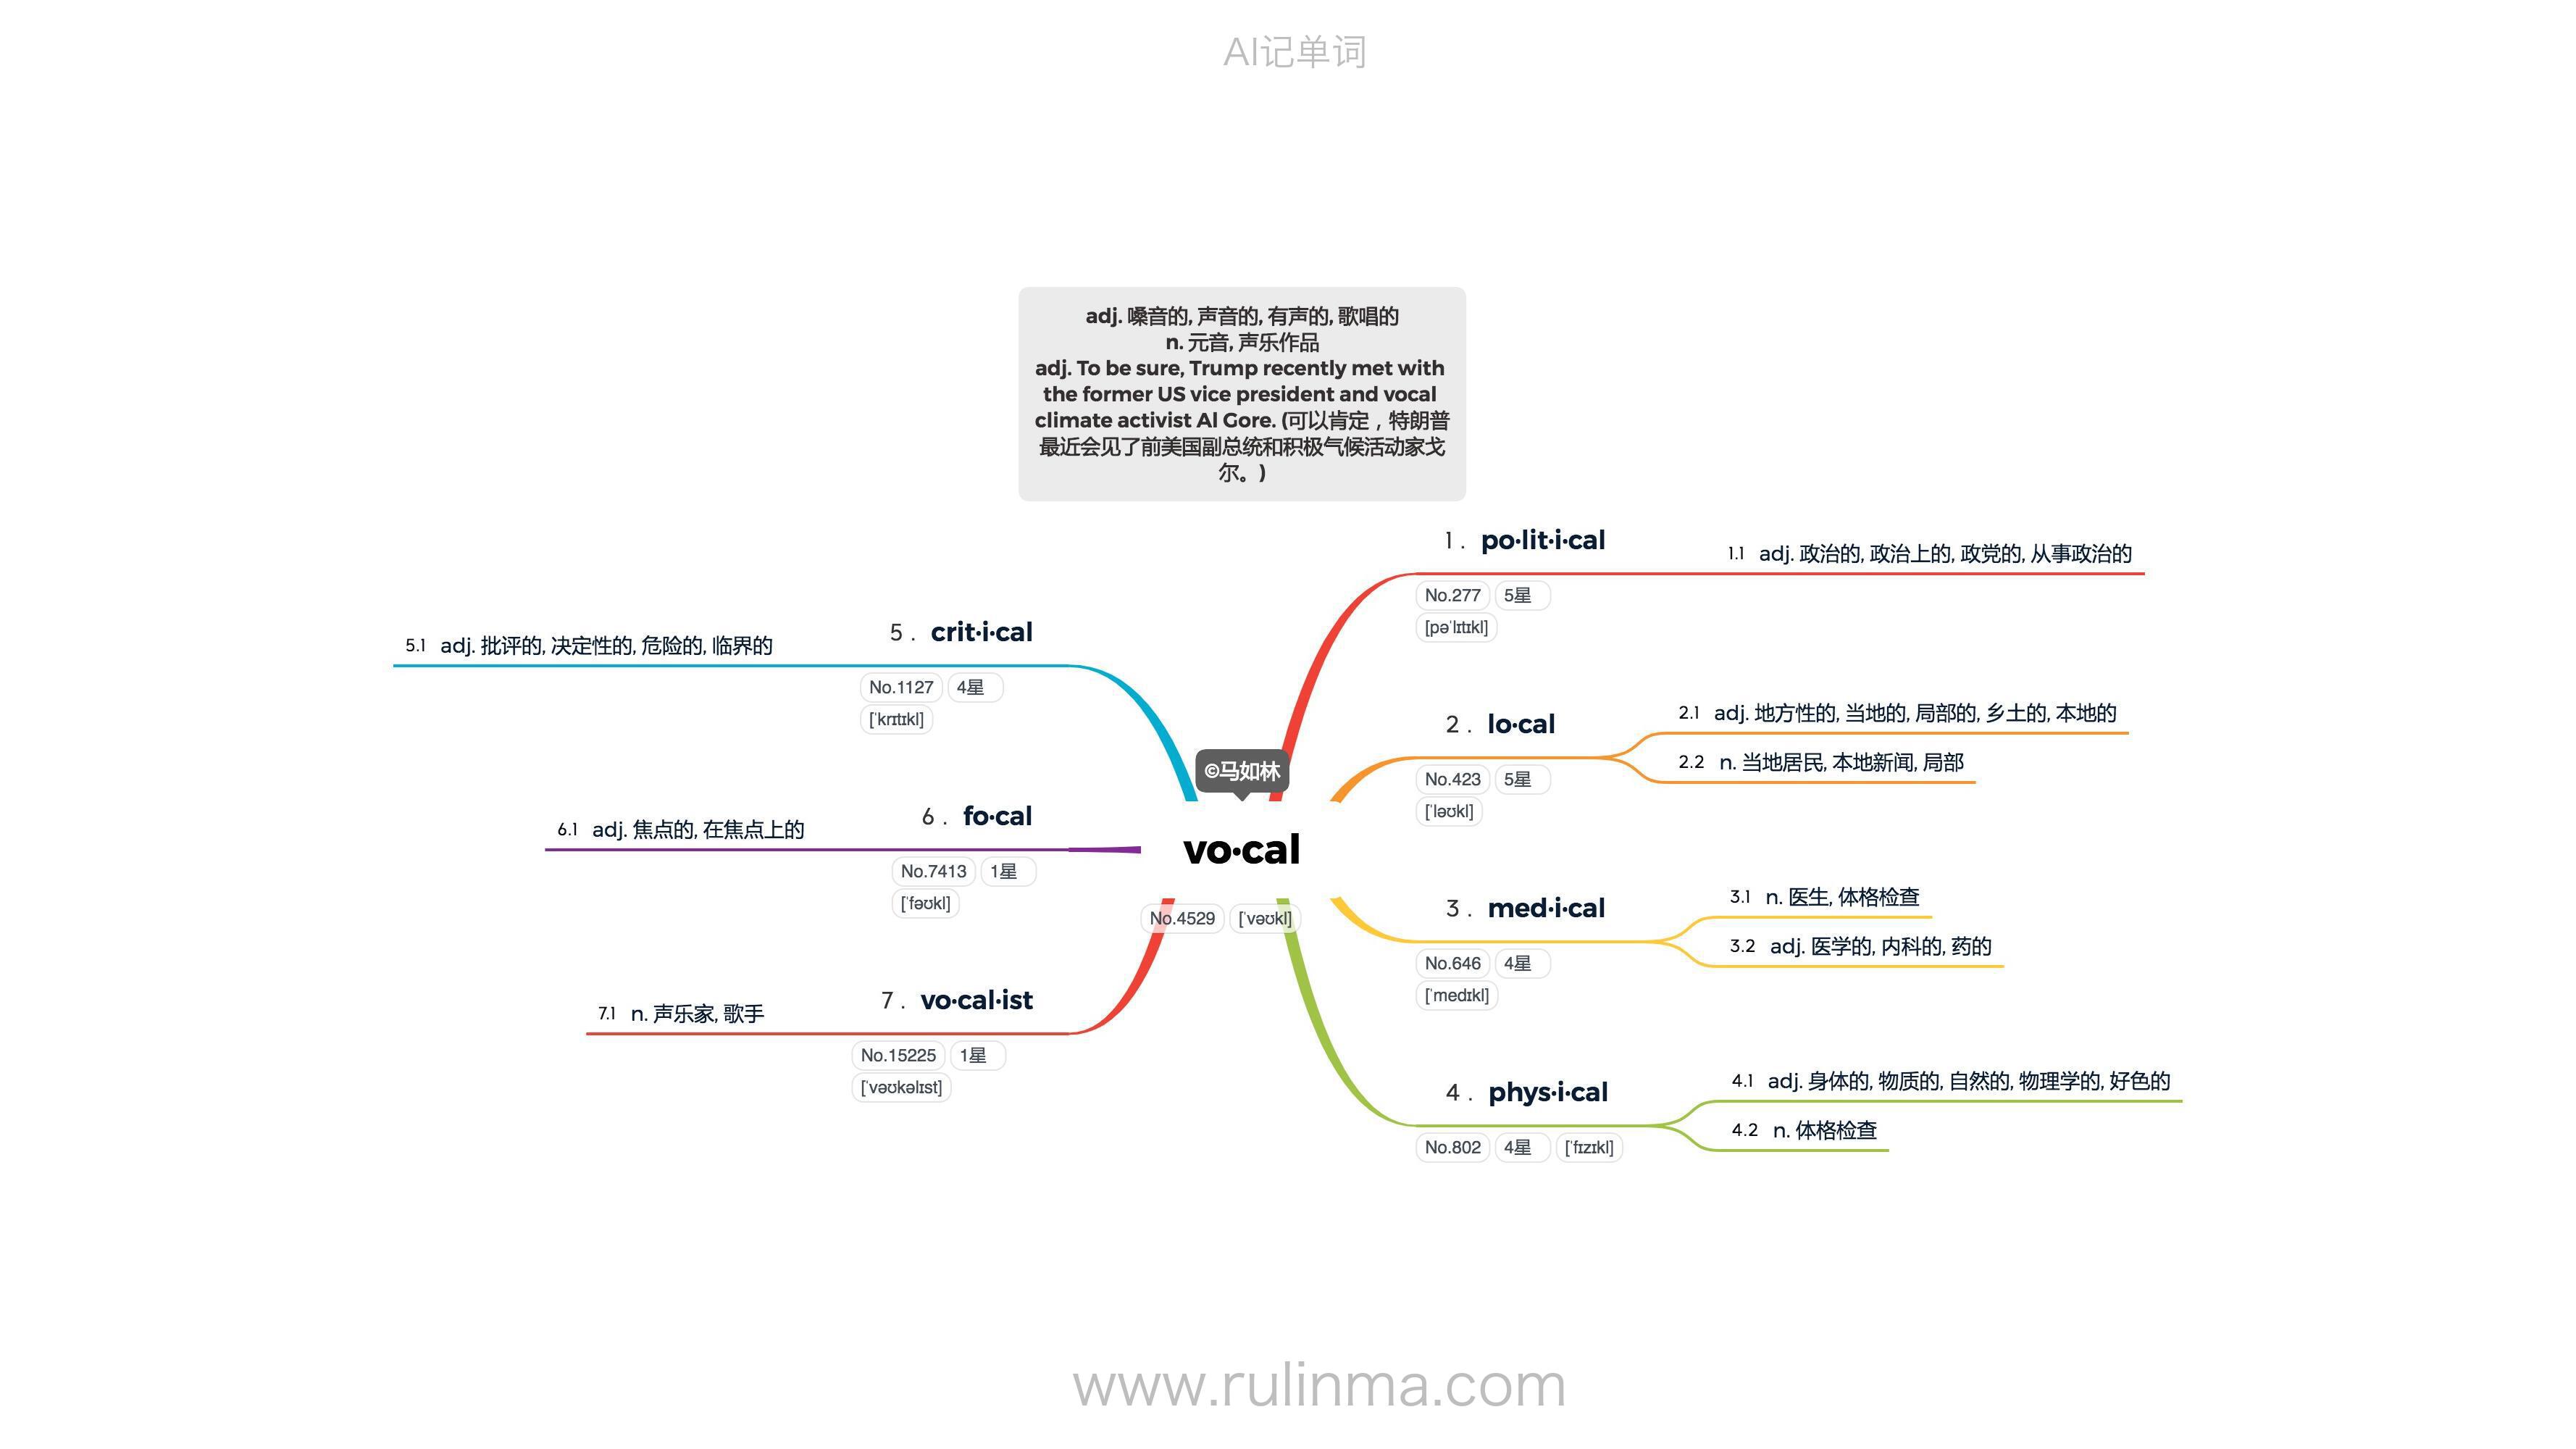 AI记单词
adj. 嗓音的, 声音的, 有声的, 歌唱的
n. 元音, 声乐作品
adj. To be sure, Trump recently met with
the former US vice president and vocal
climate activist Al Gore. (可以肯定，特朗普
最近会见了前美国副总统和积极气候活动家戈
尔。)
©马如林
vo·cal
No.4529 [ˈvəʊkl]
1 . po·lit·i·cal
No.277 5星
[pəˈlɪtɪkl]
1.1 adj. 政治的, 政治上的, 政党的, 从事政治的
2 . lo·cal
No.423 5星
[ˈləʊkl]
2.1 adj. 地方性的, 当地的, 局部的, 乡土的, 本地的
2.2 n. 当地居民, 本地新闻, 局部
3 . med·i·cal
No.646 4星
[ˈmedɪkl]
3.1 n. 医生, 体格检查
3.2 adj. 医学的, 内科的, 药的
4 . phys·i·cal
No.802 4星 [ˈfɪzɪkl]
4.1 adj. 身体的, 物质的, 自然的, 物理学的, 好色的
4.2 n. 体格检查
5 . crit·i·cal
No.1127 4星
[ˈkrɪtɪkl]
5.1 adj. 批评的, 决定性的, 危险的, 临界的
6 . fo·cal
No.7413 1星
[ˈfəʊkl]
6.1 adj. 焦点的, 在焦点上的
7 . vo·cal·ist
No.15225 1星
[ˈvəʊkəlɪst]
7.1 n. 声乐家, 歌手
www.rulinma.com